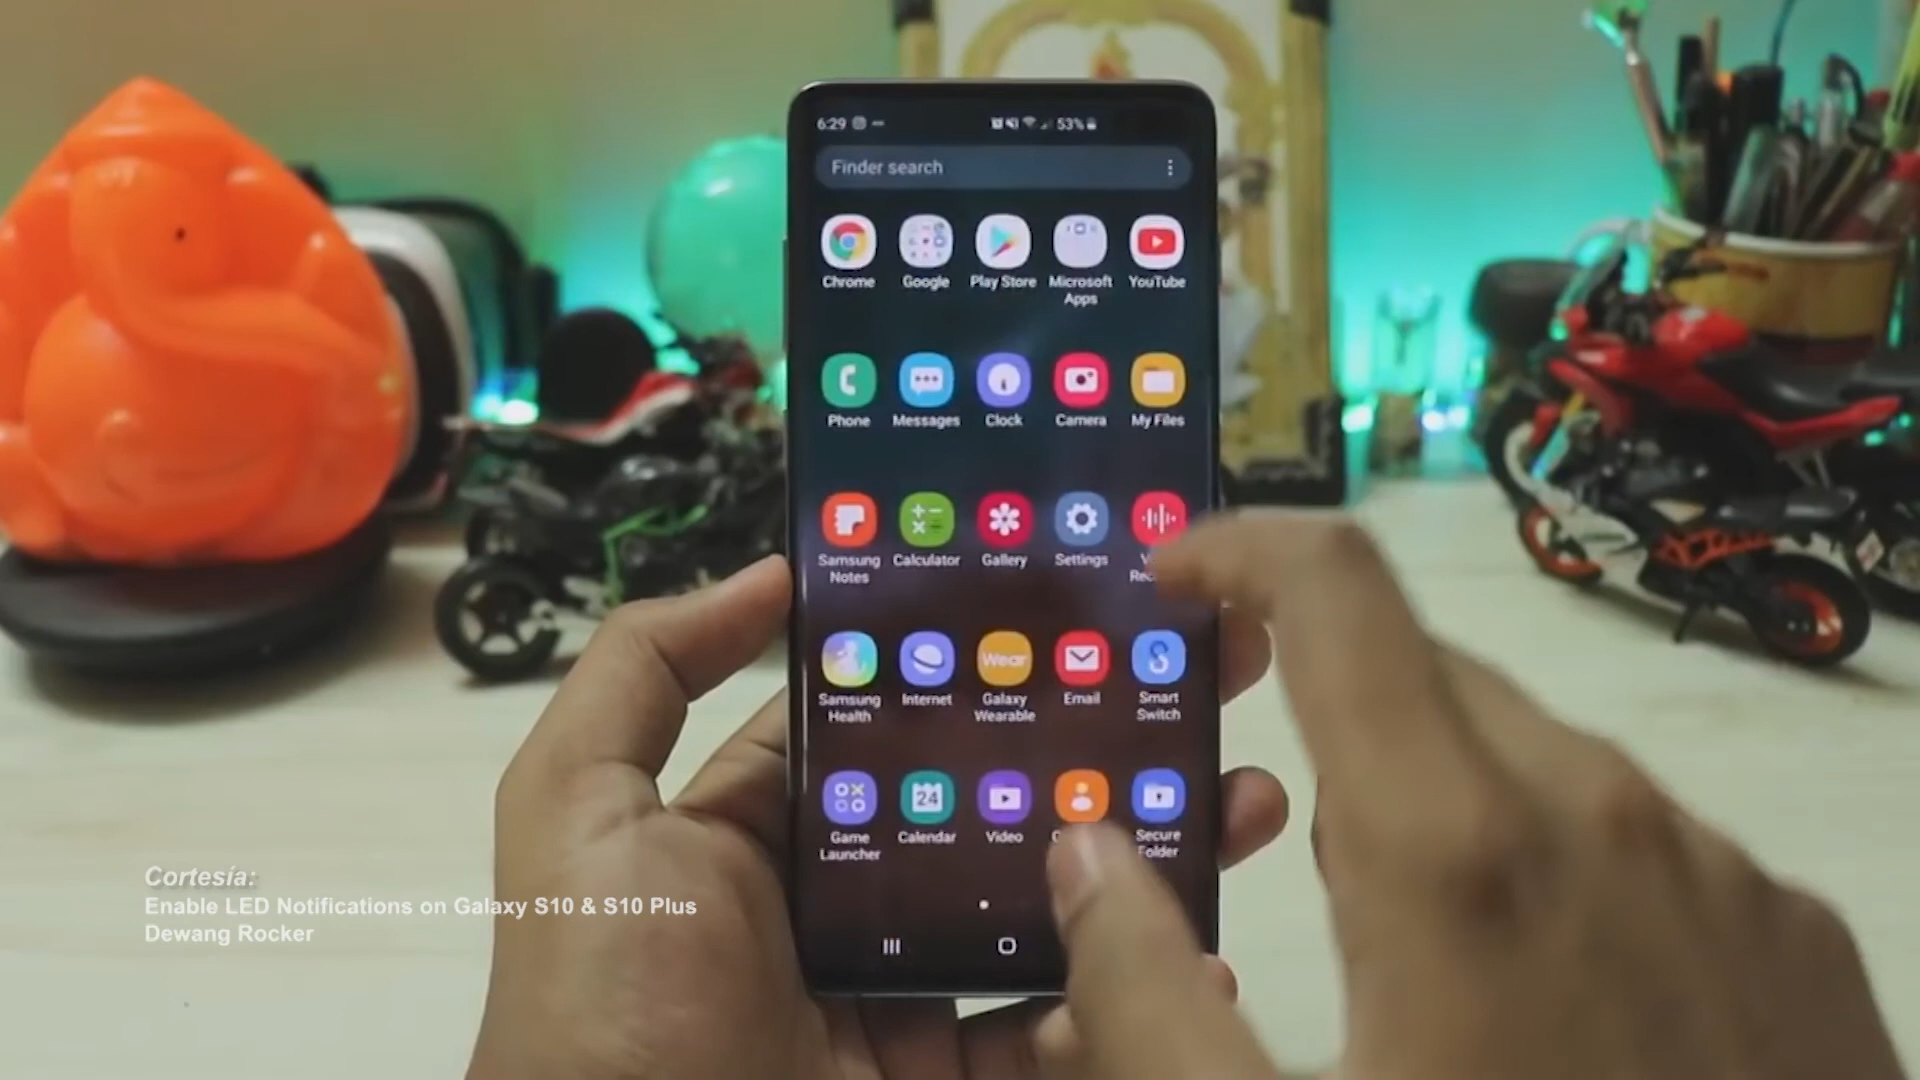 6:29
53%
Finder search
Chrome
Google
Play Store
Microsoft
Apps
YouTube
Phone
Messages
Clock
Camera
My Files
Samsung
Notes
Calculator
Gallery
Settings
Samsung
Health
Internet
Wear
Galaxy
Wearable
Email
Smart
Switch
Game
Launcher
24
Calendar
Video
Secure
Folder
Cortesía:
Enable LED Notifications on Galaxy S10 & S10 Plus
Dewang Rocker